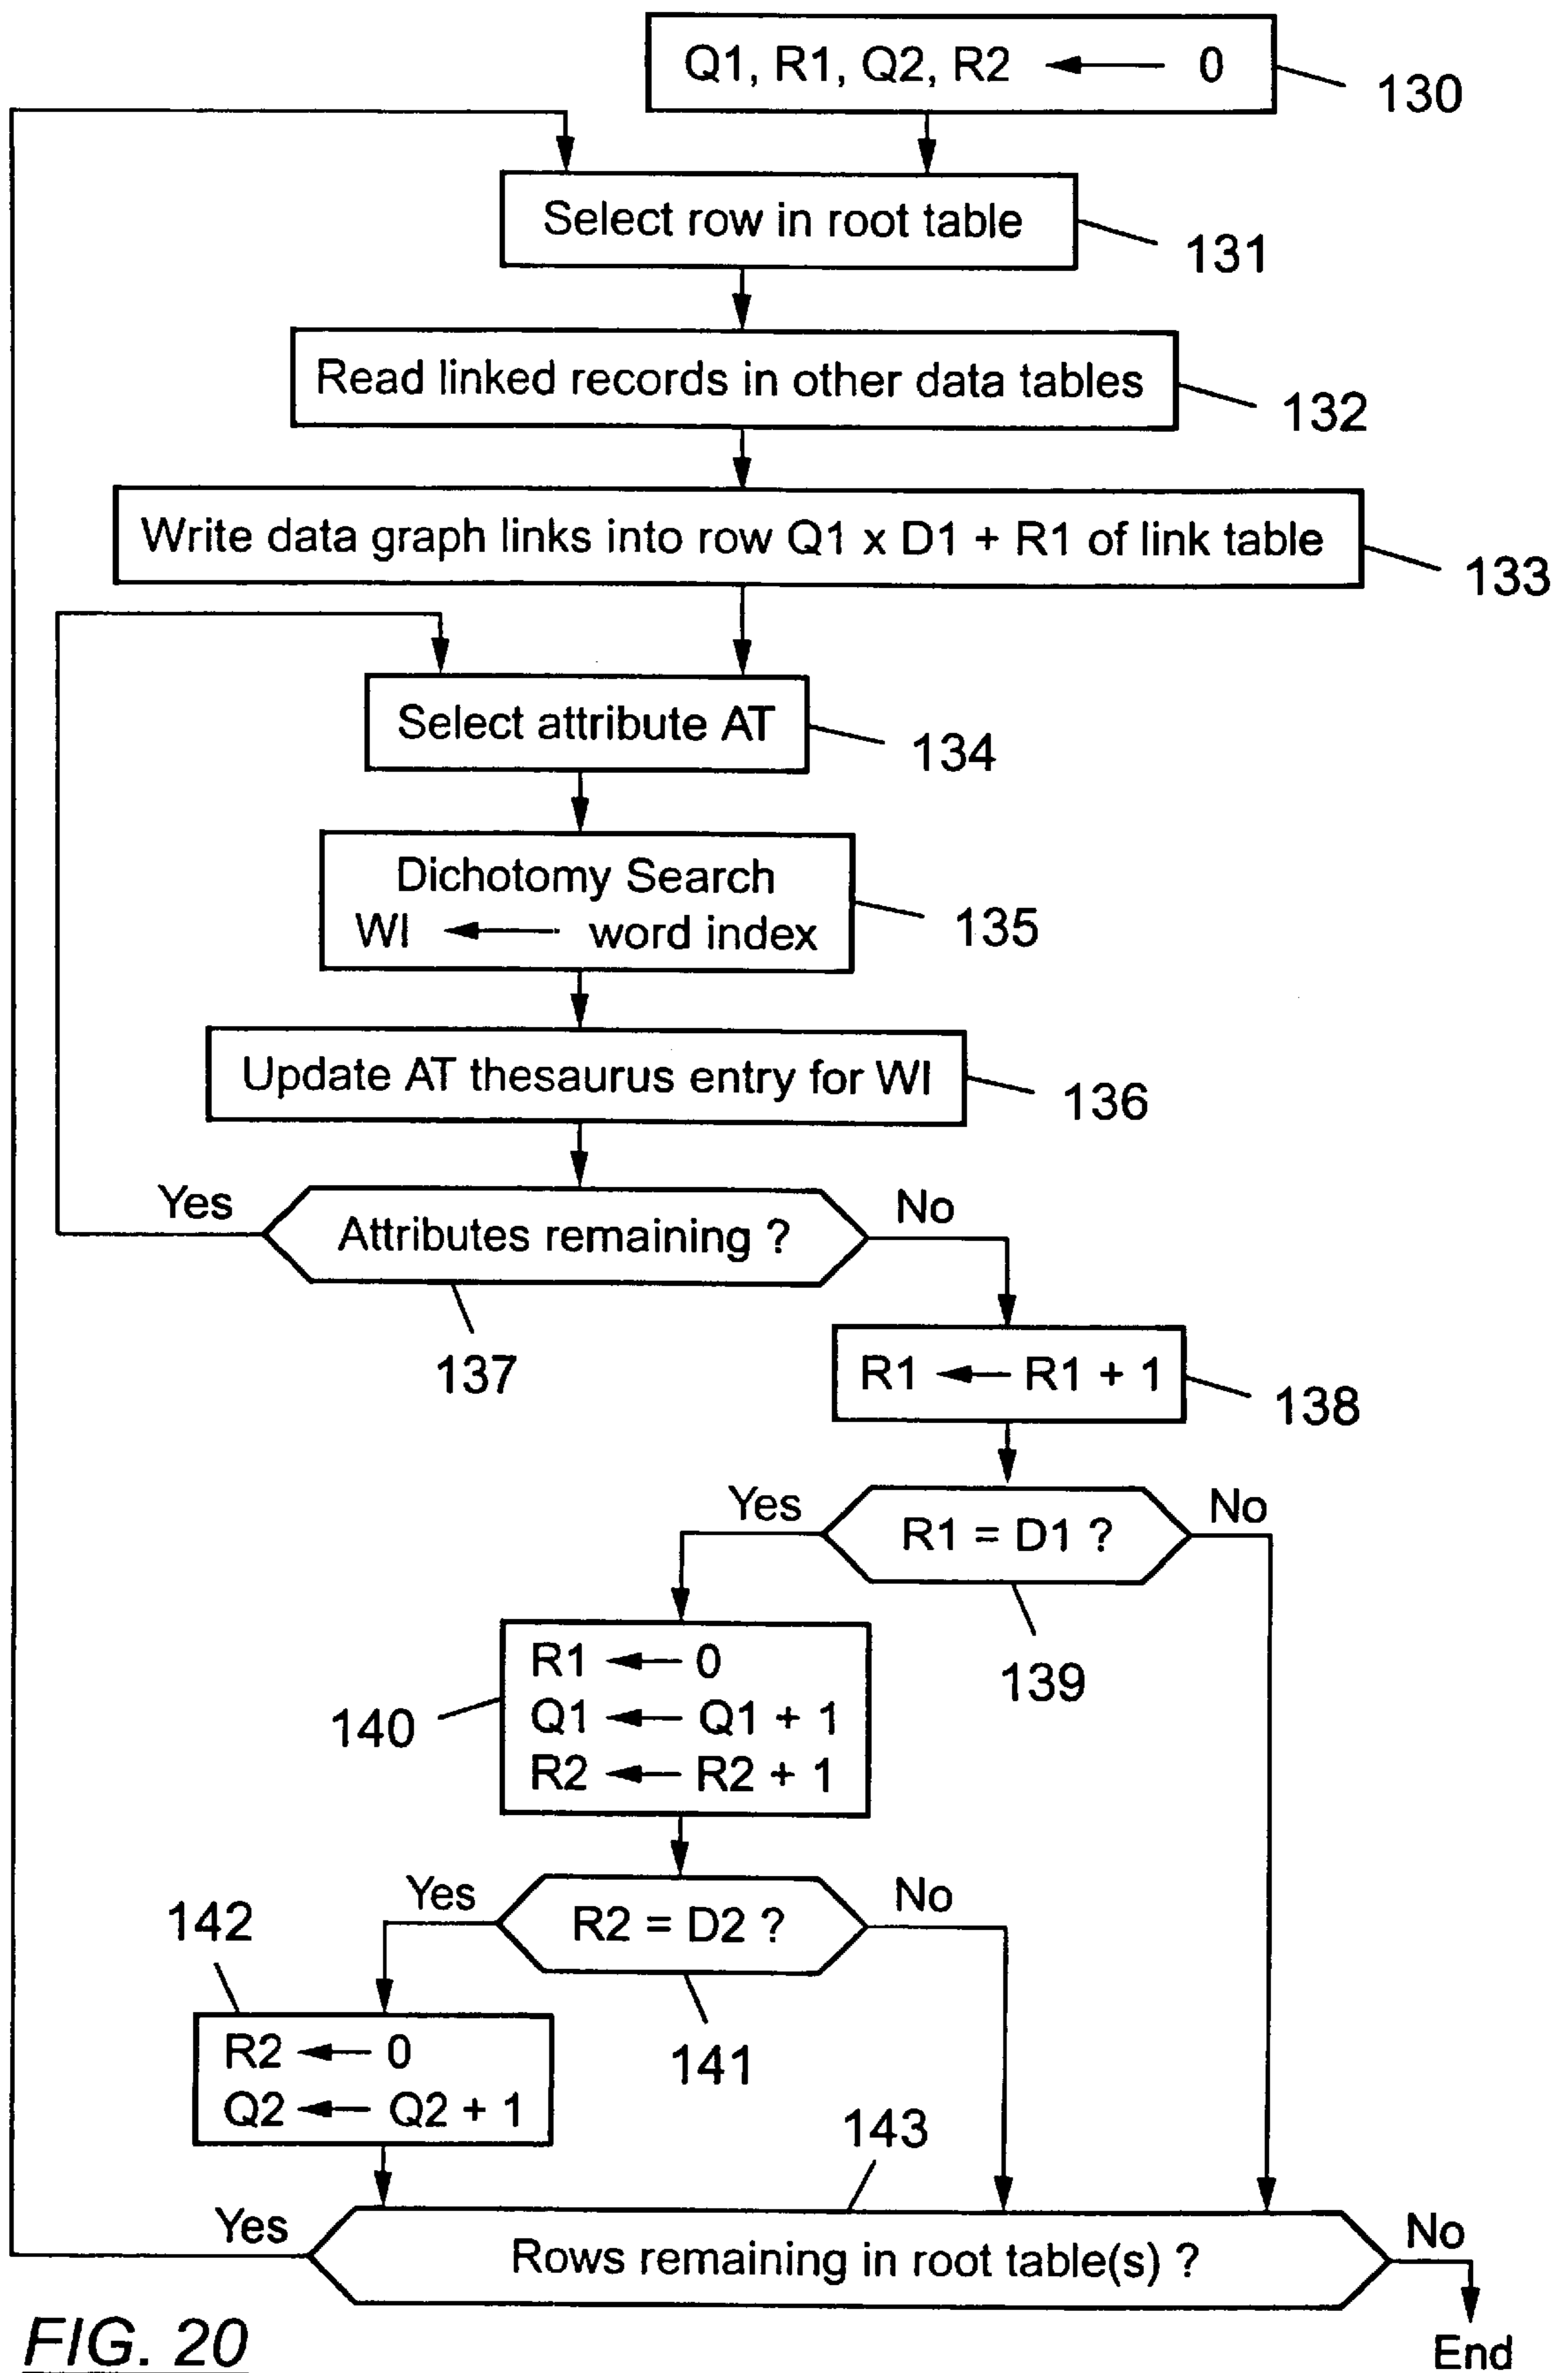 Q1, R1, Q2, R2 ← 0
130
Select row in root table
131
Read linked records in other data tables
132
Write data graph links into row Q1 x D1 + R1 of link table
133
Select attribute AT
134
Dichotomy Search
WI ← word index
135
Update AT thesaurus entry for WI
136
Yes
Attributes remaining ?
No
137
R1 ← R1 + 1
138
Yes
R1 = D1 ?
No
139
R1 ← 0
Q1 ← Q1 + 1
R2 ← R2 + 1
140
Yes
R2 = D2 ?
No
141
142
R2 ← 0
Q2 ← Q2 + 1
143
Yes
Rows remaining in root table(s) ?
No
End
FIG. 20